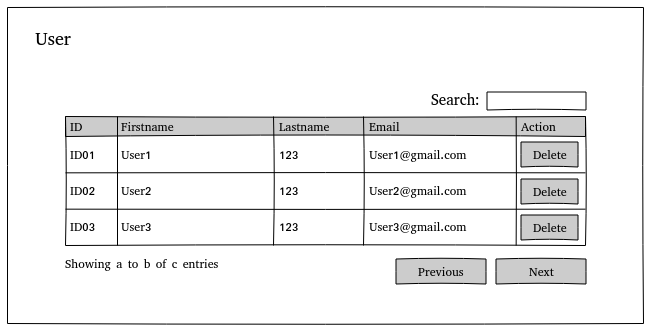 User
Search:
ID Firstname Lastname Email Action
ID01 User1 123 User1@gmail.com Delete
ID02 User2 123 User2@gmail.com Delete
ID03 User3 123 User3@gmail.com Delete
Showing a to b of c entries Previous Next